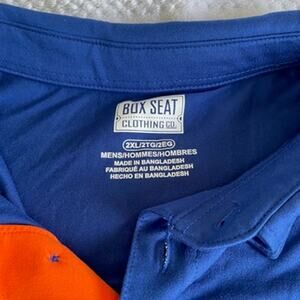 BOX SEAT
CLOTHING CO.
2XL/2TG/2EG
MENS/HOMMES/HOMBRES
MADE IN BANGLADESH
FABRIQUÉ AU BANGLADESH
HECHO EN BANGLADESH